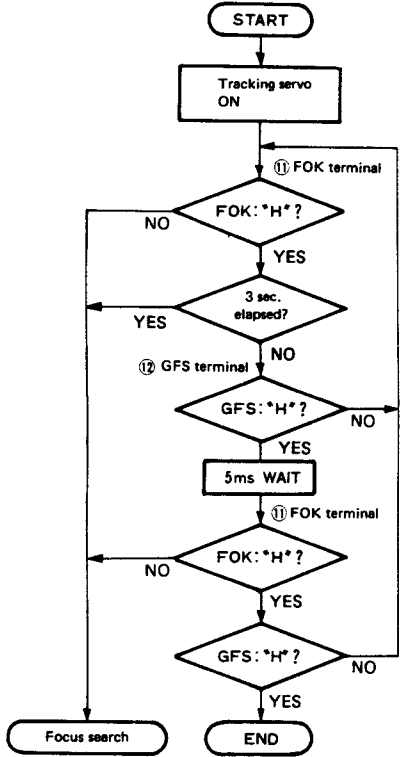 START
Tracking servo
ON
⑪ FOK terminal
FOK: "H" ?
NO
YES
3 sec.
elapsed?
YES
NO
⑫ GFS terminal
GFS: "H" ?
NO
YES
5ms WAIT
⑪ FOK terminal
FOK: "H" ?
NO
YES
GFS: "H" ?
NO
YES
Focus search
END